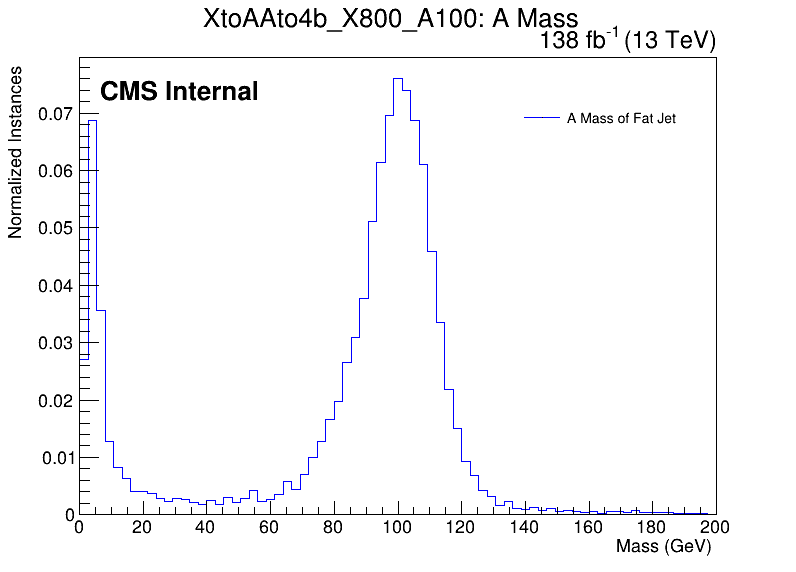 XtoAAto4b_X800_A100: A Mass
138 fb-1 (13 TeV)
CMS Internal
A Mass of Fat Jet
Normalized Instances
0.07
0.06
0.05
0.04
0.03
0.02
0.01
0
0 20 40 60 80 100 120 140 160 180 200
Mass (GeV)